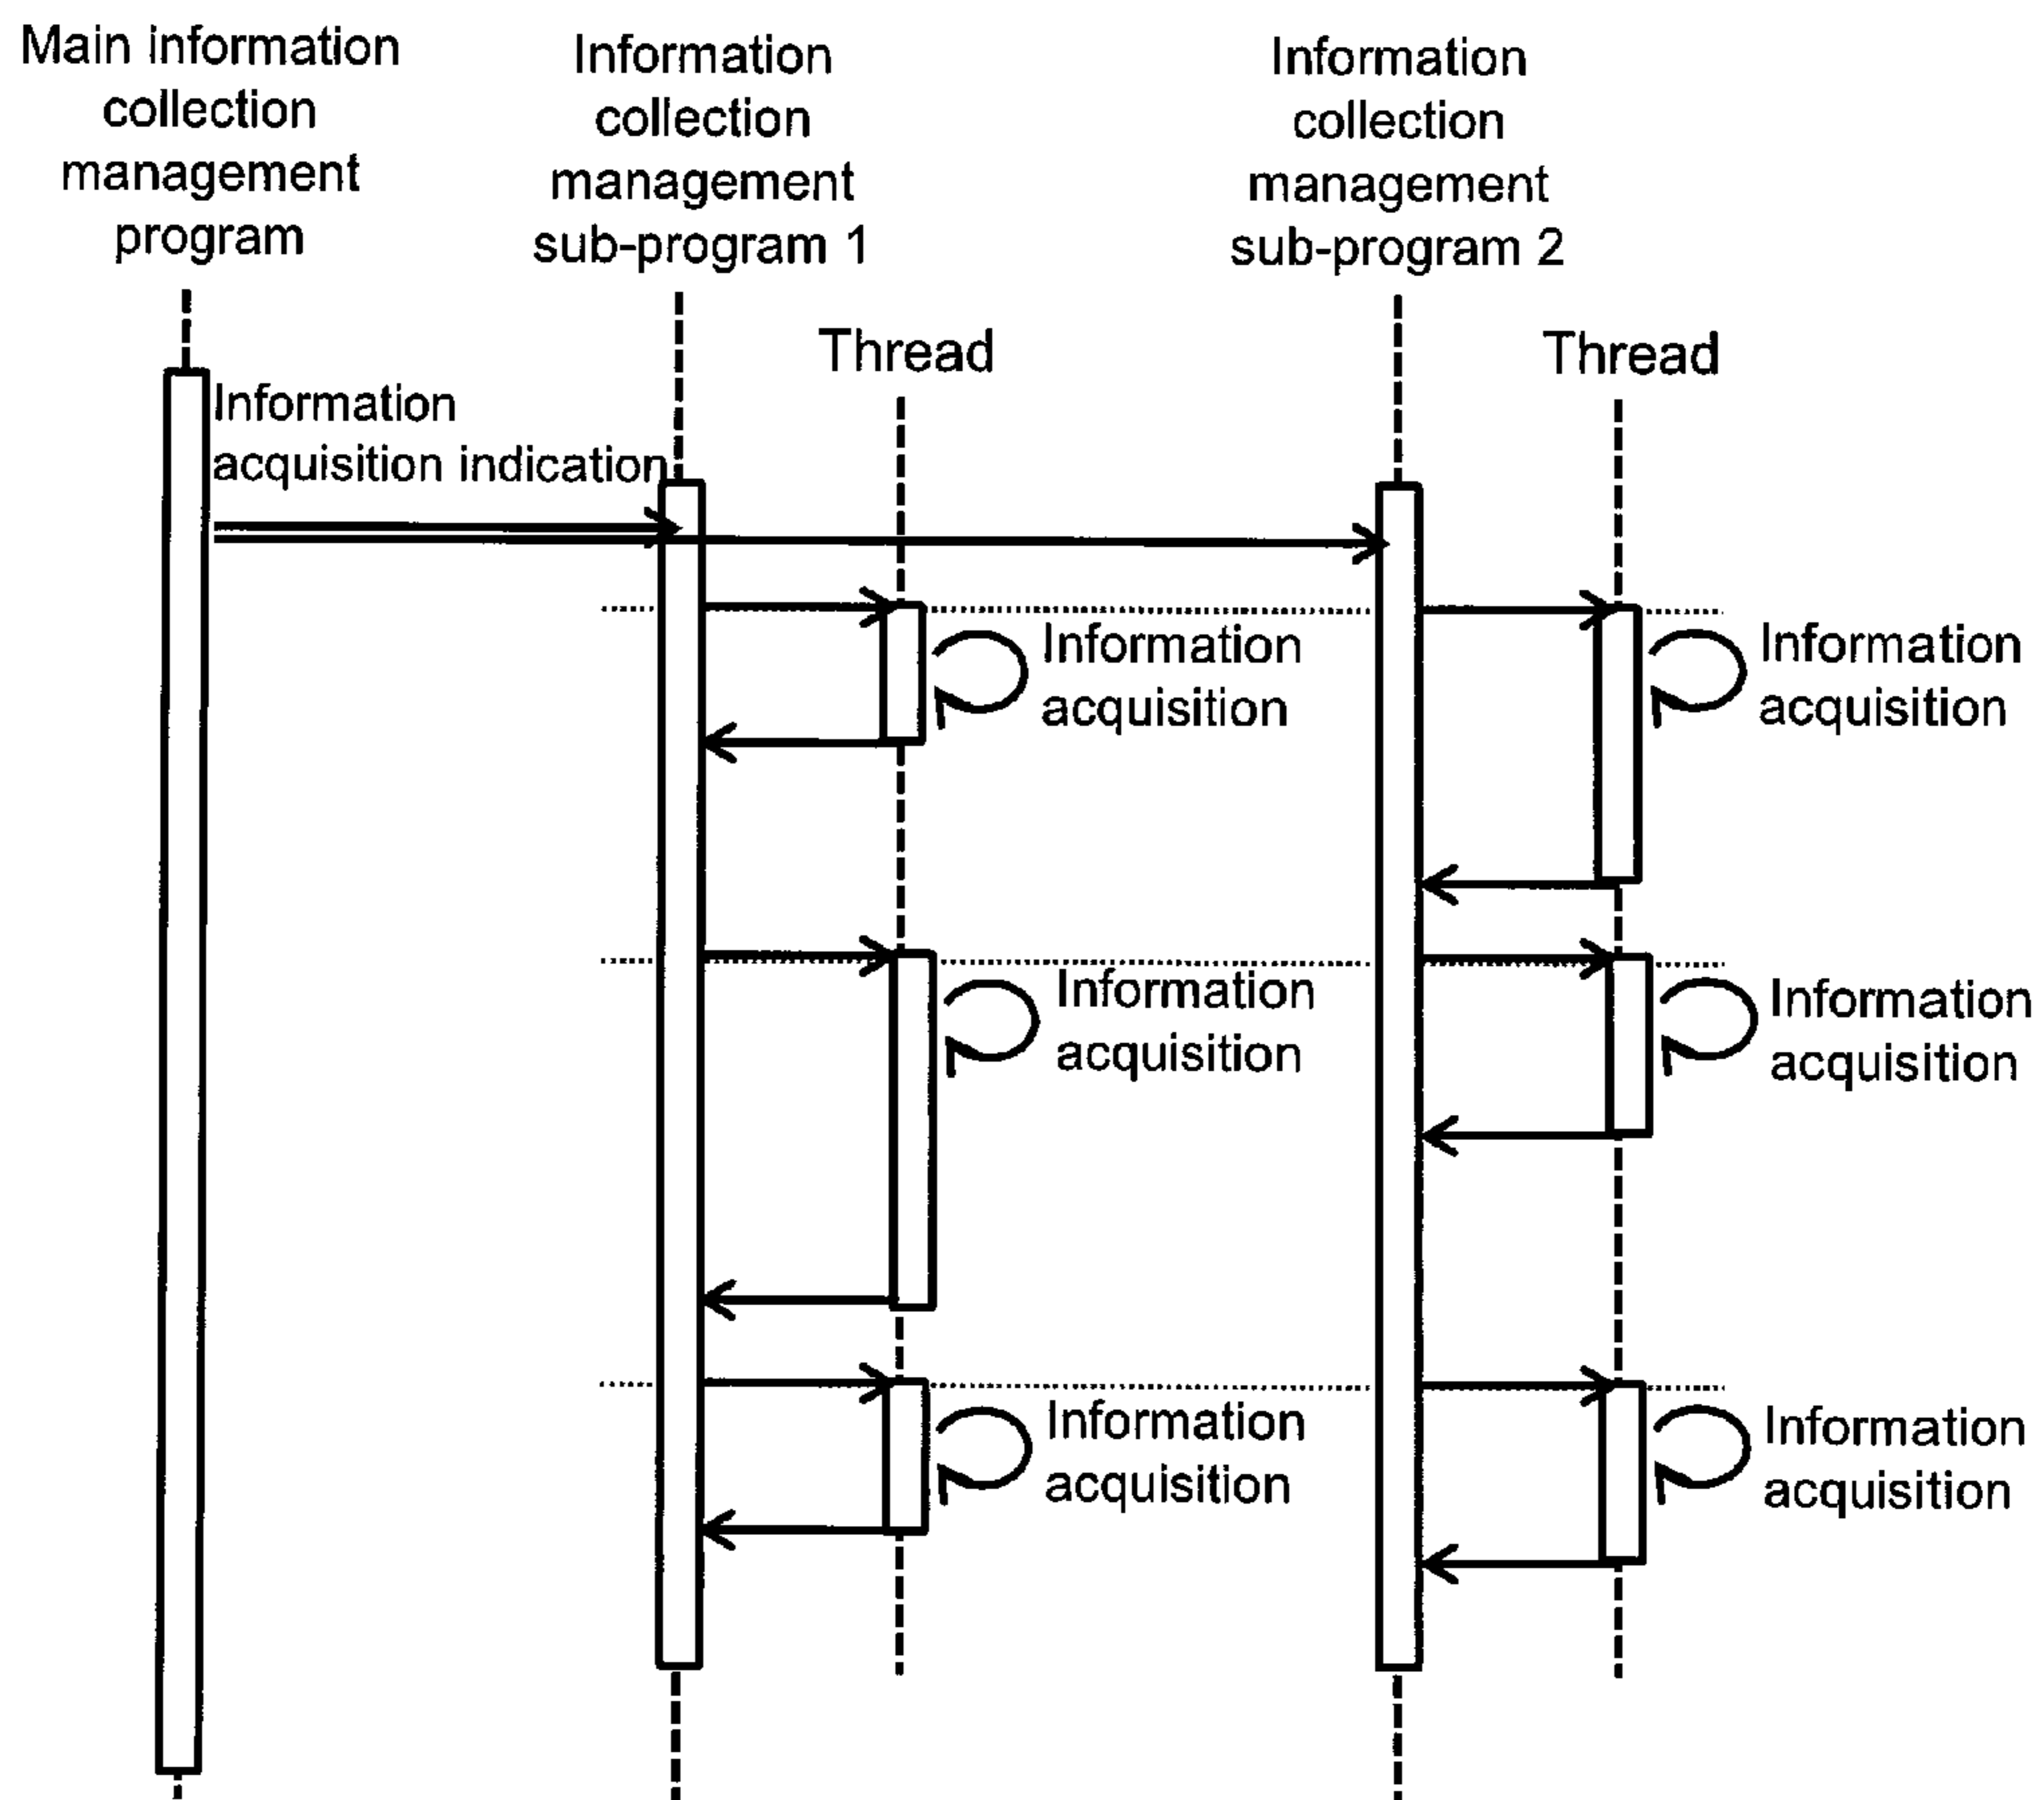 Main information
collection
management
program
Information
collection
management
sub-program 1
Information
collection
management
sub-program 2
Thread
Thread
Information
acquisition indication
Information
acquisition
Information
acquisition
Information
acquisition
Information
acquisition
Information
acquisition
Information
acquisition